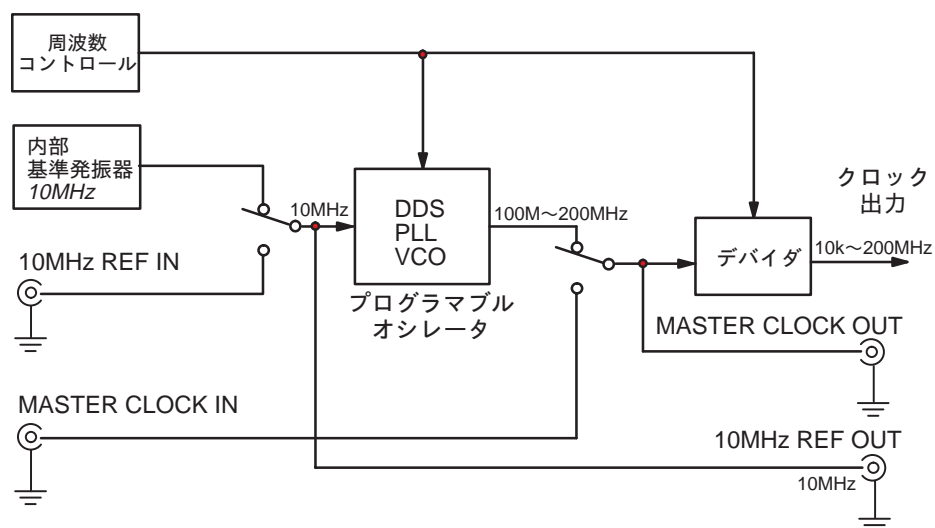 周波数
コントロール
内部
基準発振器
10MHz
10MHz
DDS
PLL
VCO
プログラマブル
オシレータ
100M～200MHz
クロック
出力
デバイダ
10k～200MHz
10MHz REF IN
MASTER CLOCK OUT
MASTER CLOCK IN
10MHz REF OUT
10MHz